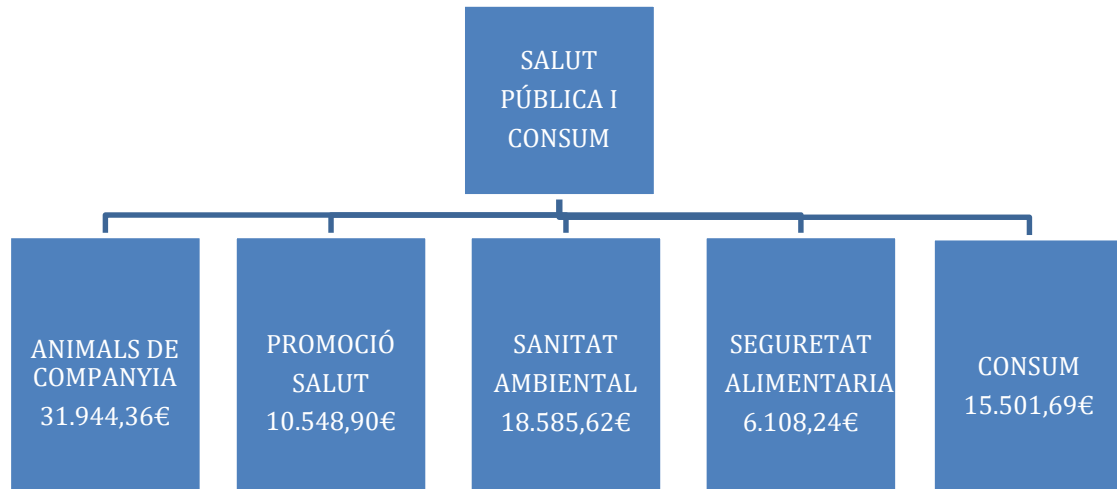 SALUT
PÚBLICA I
CONSUM
ANIMALS DE
COMPANYIA
31.944,36€
PROMOCIÓ
SALUT
10.548,90€
SANITAT
AMBIENTAL
18.585,62€
SEGURETAT
ALIMENTARIA
6.108,24€
CONSUM
15.501,69€